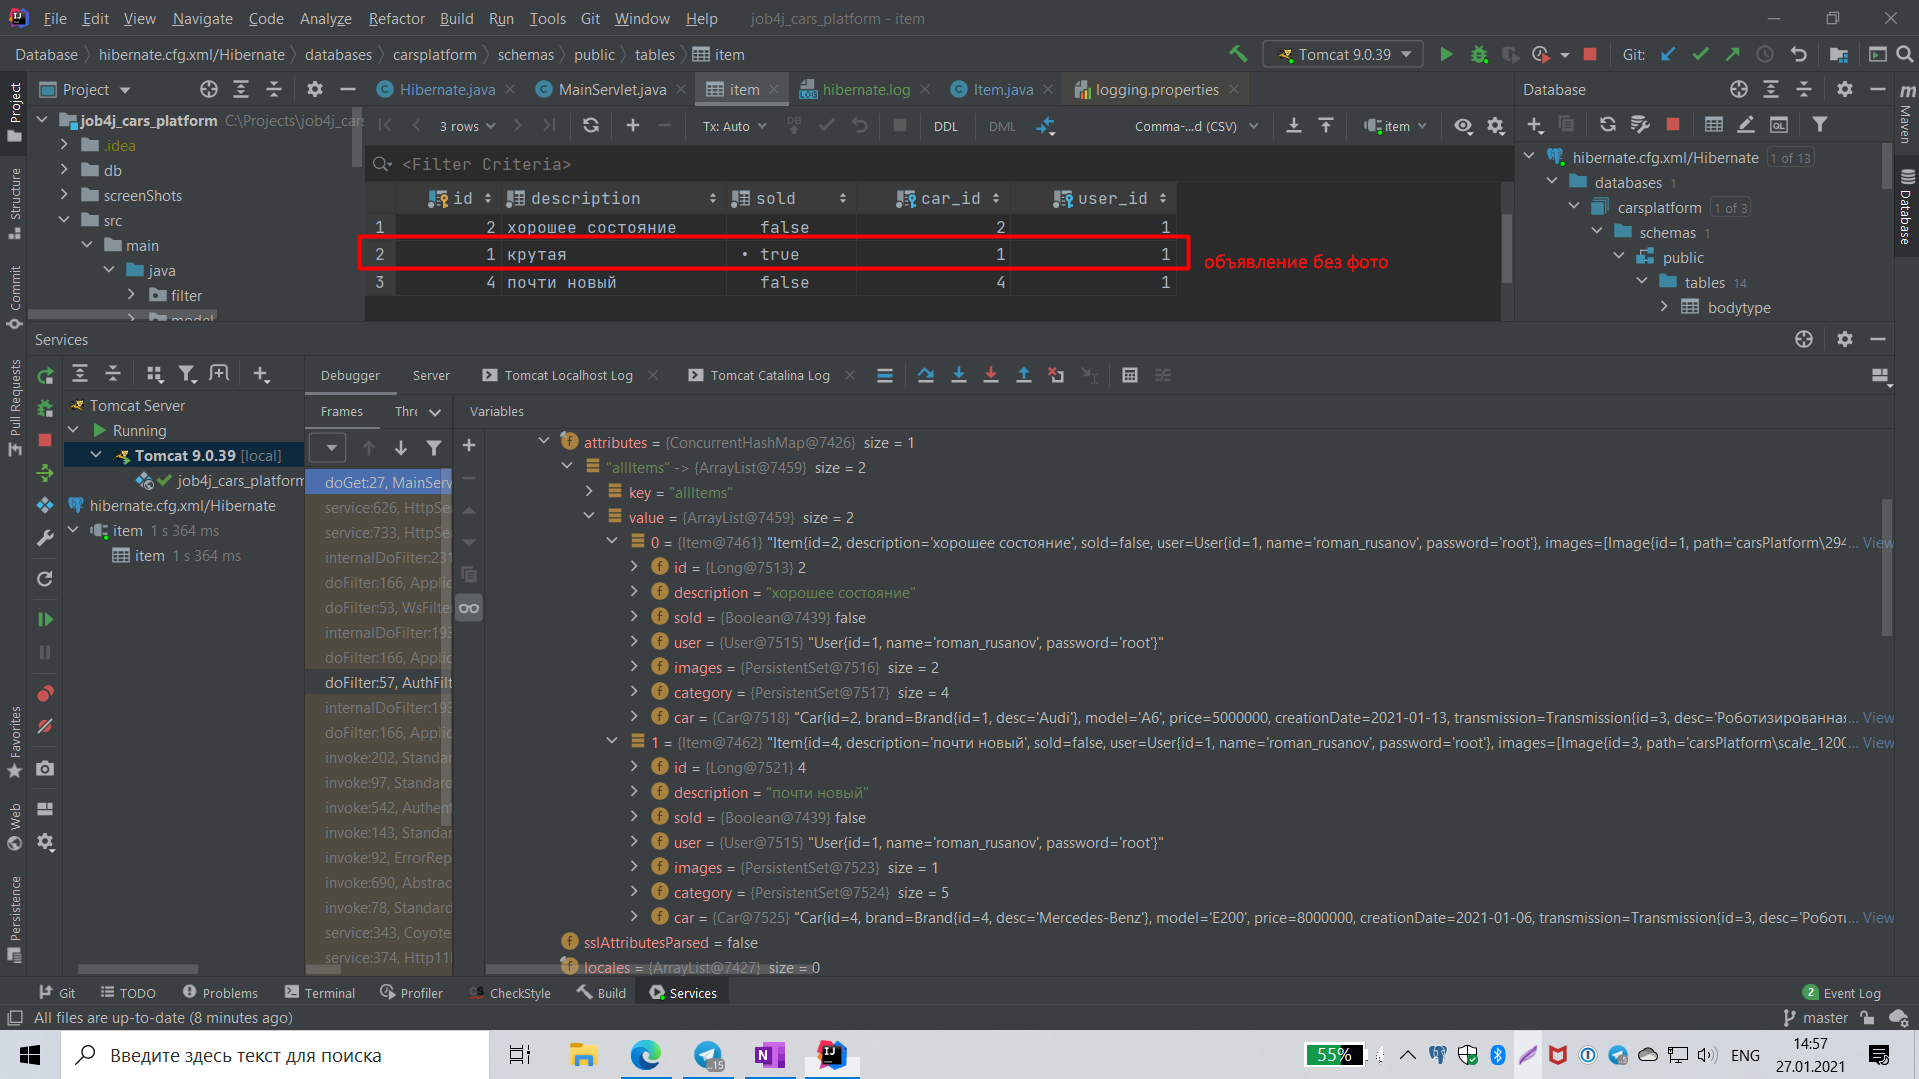 File Edit View Navigate Code Analyze Refactor Build Run Tools Git Window Help job4j_cars_platform - item
Database hibernate.cfg.xml/Hibernate databases carsplatform schemas public tables item Tomcat 9.0.39 Git:
Project Hibernate.java MainServlet.java item hibernate.log Item.java logging.properties Database
job4j_cars_platform C:\Projects\job4j_car 3 rows Tx: Auto DDL DML Comma-...d (CSV) item
.idea
<Filter Criteria>
hibernate.cfg.xml/Hibernate 1 of 13
db
databases 1
screenShots
id description sold car_id user_id
carsplatform 1 of 3
src
1 2 хорошее состояние false 2 1
schemas 1
main
2 1 крутая • true 1 1
объявление без фото
public
java
3 4 почти новый false 4 1
tables 14
filter
model
bodytype
Project
Structure
Commit
Pull Requests
Favorites
Web
Persistence
Maven
Database
Services
Debugger Server Tomcat Localhost Log Tomcat Catalina Log
Tomcat Server
Running
Tomcat 9.0.39 [local]
job4j_cars_platform
hibernate.cfg.xml/Hibernate
item 1 s 364 ms
item 1 s 364 ms
Frames Thre
doGet:27, MainServ
service:626, HttpSe
service:733, HttpSe
internalDoFilter:231
doFilter:166, Applic
doFilter:53, WsFilte
internalDoFilter:193
doFilter:166, Applic
doFilter:57, AuthFilt
internalDoFilter:193
doFilter:166, Applic
invoke:202, Standar
invoke:97, Standard
invoke:542, Authent
invoke:143, Standar
invoke:92, ErrorRep
invoke:690, Abstrac
invoke:78, Standard
service:343, Coyote
service:374, Http11
Variables
attributes = {ConcurrentHashMap@7426} size = 1
"allItems" -> {ArrayList@7459} size = 2
key = "allItems"
value = {ArrayList@7459} size = 2
0 = {Item@7461} "Item{id=2, description='хорошее состояние', sold=false, user=User{id=1, name='roman_rusanov', password='root'}, images=[Image{id=1, path='carsPlatform\294... View
id = {Long@7513} 2
description = "хорошее состояние"
sold = {Boolean@7439} false
user = {User@7515} "User{id=1, name='roman_rusanov', password='root'}"
images = {PersistentSet@7516} size = 2
category = {PersistentSet@7517} size = 4
car = {Car@7518} "Car{id=2, brand=Brand{id=1, desc='Audi'}, model='A6', price=5000000, creationDate=2021-01-13, transmission=Transmission{id=3, desc='Роботизированная... View
1 = {Item@7462} "Item{id=4, description='почти новый', sold=false, user=User{id=1, name='roman_rusanov', password='root'}, images=[Image{id=3, path='carsPlatform\scale_1200... View
id = {Long@7521} 4
description = "почти новый"
sold = {Boolean@7439} false
user = {User@7515} "User{id=1, name='roman_rusanov', password='root'}"
images = {PersistentSet@7523} size = 1
category = {PersistentSet@7524} size = 5
car = {Car@7525} "Car{id=4, brand=Brand{id=4, desc='Mercedes-Benz'}, model='E200', price=8000000, creationDate=2021-01-06, transmission=Transmission{id=3, desc='Роботи... View
sslAttributesParsed = false
locales = {ArrayList@7427} size = 0
Git TODO Problems Terminal Profiler CheckStyle Build Services 2 Event Log
All files are up-to-date (8 minutes ago) master
Введите здесь текст для поиска 55% ENG 14:57
27.01.2021